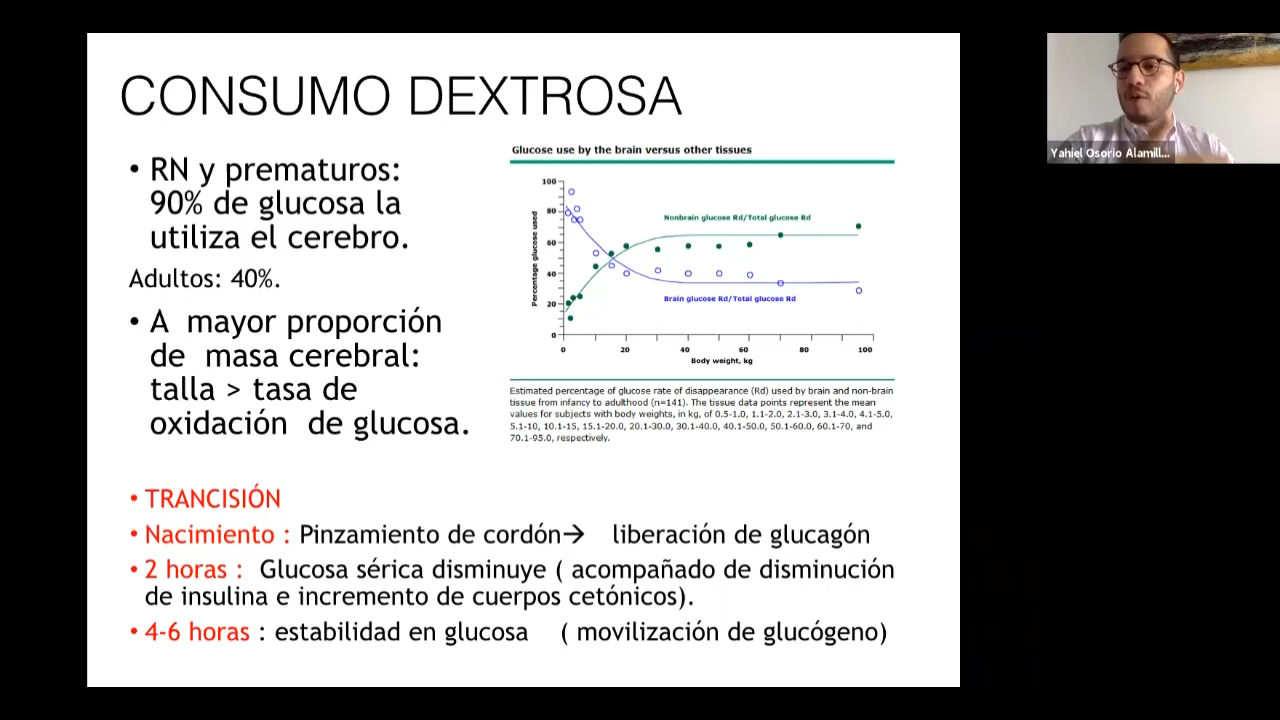 CONSUMO DEXTROSA
• RN y prematuros:
90% de glucosa la
utiliza el cerebro.
Adultos: 40%.
• A mayor proporción
de masa cerebral:
talla > tasa de
oxidación de glucosa.
Glucose use by the brain versus other tissues
Percentage glucose used
100
80
60
40
20
0
Nonbrain glucose Rd/Total glucose Rd
Brain glucose Rd/Total glucose Rd
0 20 40 60 80 100
Body weight, kg
Estimated percentage of glucose rate of disappearance (Rd) used by brain and non-brain
tissue from infancy to adulthood (n=141). The tissue data points represent the mean
values for subjects with body weights, in kg, of 0.5-1.0, 1.1-2.0, 2.1-3.0, 3.1-4.0, 4.1-5.0,
5.1-10, 10.1-15, 15.1-20.0, 20.1-30.0, 30.1-40.0, 40.1-50.0, 50.1-60.0, 60.1-70, and
70.1-95.0, respectively.
• TRANCISIÓN
• Nacimiento : Pinzamiento de cordón→ liberación de glucagón
• 2 horas : Glucosa sérica disminuye ( acompañado de disminución
de insulina e incremento de cuerpos cetónicos).
• 4-6 horas : estabilidad en glucosa ( movilización de glucógeno)
Yahiel Osorio Alamill...